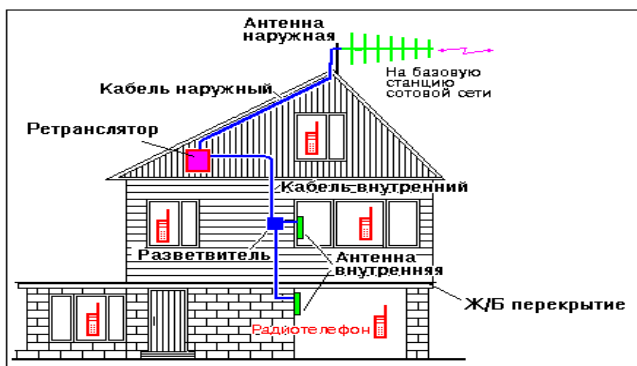 Антенна
наружная
На базовую
станцию
сотовой сети
Кабель наружный
Ретранслятор
Кабель внутренний
Разветвитель
Антенна
внутренняя
Ж/Б перекрытие
Радиотелефон